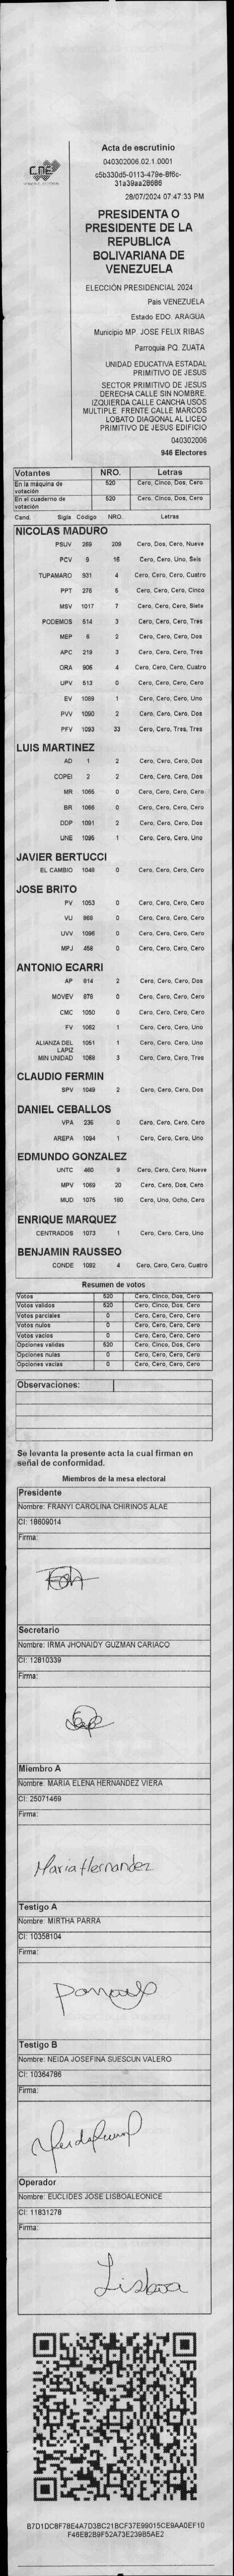 CNE
Acta de escrutinio
040302006.02.1.0001
c5b330d5-0113-479e-8f6c-
31a39aa28686
28/07/2024 07:47:33 PM
PRESIDENTA O
PRESIDENTE DE LA
REPUBLICA
BOLIVARIANA DE
VENEZUELA
ELECCIÓN PRESIDENCIAL 2024
País VENEZUELA
Estado EDO. ARAGUA
Municipio MP. JOSE FELIX RIBAS
Parroquia PQ. ZUATA
UNIDAD EDUCATIVA ESTADAL
PRIMITIVO DE JESUS
SECTOR PRIMITIVO DE JESUS
DERECHA CALLE SIN NOMBRE.
IZQUIERDA CALLE CANCHA USOS
MULTIPLE. FRENTE CALLE MARCOS
LOBATO DIAGONAL AL LICEO
PRIMITIVO DE JESUS EDIFICIO
040302006
946 Electores
Votantes NRO. Letras
En la máquina de votación 520 Cero, Cinco, Dos, Cero
En el cuaderno de votación 520 Cero, Cinco, Dos, Cero
Cand. Sigla Código NRO. Letras
NICOLAS MADURO
PSUV 269 209 Cero, Dos, Cero, Nueve
PCV 9 16 Cero, Cero, Uno, Seis
TUPAMARO 931 4 Cero, Cero, Cero, Cuatro
PPT 276 5 Cero, Cero, Cero, Cinco
MSV 1017 7 Cero, Cero, Cero, Siete
PODEMOS 514 3 Cero, Cero, Cero, Tres
MEP 6 2 Cero, Cero, Cero, Dos
APC 219 3 Cero, Cero, Cero, Tres
ORA 906 4 Cero, Cero, Cero, Cuatro
UPV 513 0 Cero, Cero, Cero, Cero
EV 1089 1 Cero, Cero, Cero, Uno
PVV 1090 2 Cero, Cero, Cero, Dos
PFV 1093 33 Cero, Cero, Tres, Tres
LUIS MARTINEZ
AD 1 2 Cero, Cero, Cero, Dos
COPEI 2 2 Cero, Cero, Cero, Dos
MR 1065 0 Cero, Cero, Cero, Cero
BR 1066 0 Cero, Cero, Cero, Cero
DDP 1091 2 Cero, Cero, Cero, Dos
UNE 1095 1 Cero, Cero, Cero, Uno
JAVIER BERTUCCI
EL CAMBIO 1048 0 Cero, Cero, Cero, Cero
JOSE BRITO
PV 1053 0 Cero, Cero, Cero, Cero
VU 969 0 Cero, Cero, Cero, Cero
UVV 1096 0 Cero, Cero, Cero, Cero
MPJ 458 0 Cero, Cero, Cero, Cero
ANTONIO ECARRI
AP 914 2 Cero, Cero, Cero, Dos
MOVEV 876 0 Cero, Cero, Cero, Cero
CMC 1050 0 Cero, Cero, Cero, Cero
FV 1062 1 Cero, Cero, Cero, Uno
ALIANZA DEL LAPIZ 1051 1 Cero, Cero, Cero, Uno
MIN UNIDAD 1068 3 Cero, Cero, Cero, Tres
CLAUDIO FERMIN
SPV 1049 2 Cero, Cero, Cero, Dos
DANIEL CEBALLOS
VPA 236 0 Cero, Cero, Cero, Cero
AREPA 1094 1 Cero, Cero, Cero, Uno
EDMUNDO GONZALEZ
UNTC 460 9 Cero, Cero, Cero, Nueve
MPV 1069 20 Cero, Cero, Dos, Cero
MUD 1075 180 Cero, Uno, Ocho, Cero
ENRIQUE MARQUEZ
CENTRADOS 1073 1 Cero, Cero, Cero, Uno
BENJAMIN RAUSSEO
CONDE 1092 4 Cero, Cero, Cero, Cuatro
Resumen de votos
Votos 520 Cero, Cinco, Dos, Cero
Votos validos 520 Cero, Cinco, Dos, Cero
Votos parciales 0 Cero, Cero, Cero, Cero
Votos nulos 0 Cero, Cero, Cero, Cero
Votos vacios 0 Cero, Cero, Cero, Cero
Opciones validas 520 Cero, Cinco, Dos, Cero
Opciones nulas 0 Cero, Cero, Cero, Cero
Opciones vacias 0 Cero, Cero, Cero, Cero
Observaciones:
Se levanta la presente acta la cual firman en
señal de conformidad.
Miembros de la mesa electoral
Presidente
Nombre: FRANYI CAROLINA CHIRINOS ALAE
CI: 18609014
Firma:
Secretario
Nombre: IRMA JHONAIDY GUZMAN CARIACO
CI: 12810339
Firma:
Miembro A
Nombre: MARIA ELENA HERNANDEZ VIERA
CI: 25071469
Firma:
Maria Hernandez
Testigo A
Nombre: MIRTHA PARRA
CI: 10358104
Firma:
Testigo B
Nombre: NEIDA JOSEFINA SUESCUN VALERO
CI: 10364786
Firma:
Operador
Nombre: EUCLIDES JOSE LISBOALEONICE
CI: 11831278
Firma:
Lisboa
B7D1DC8F78E4A7D3BC21BCF37E99015CE9AA0EF10
F46E82B9F52A73E23985AE2